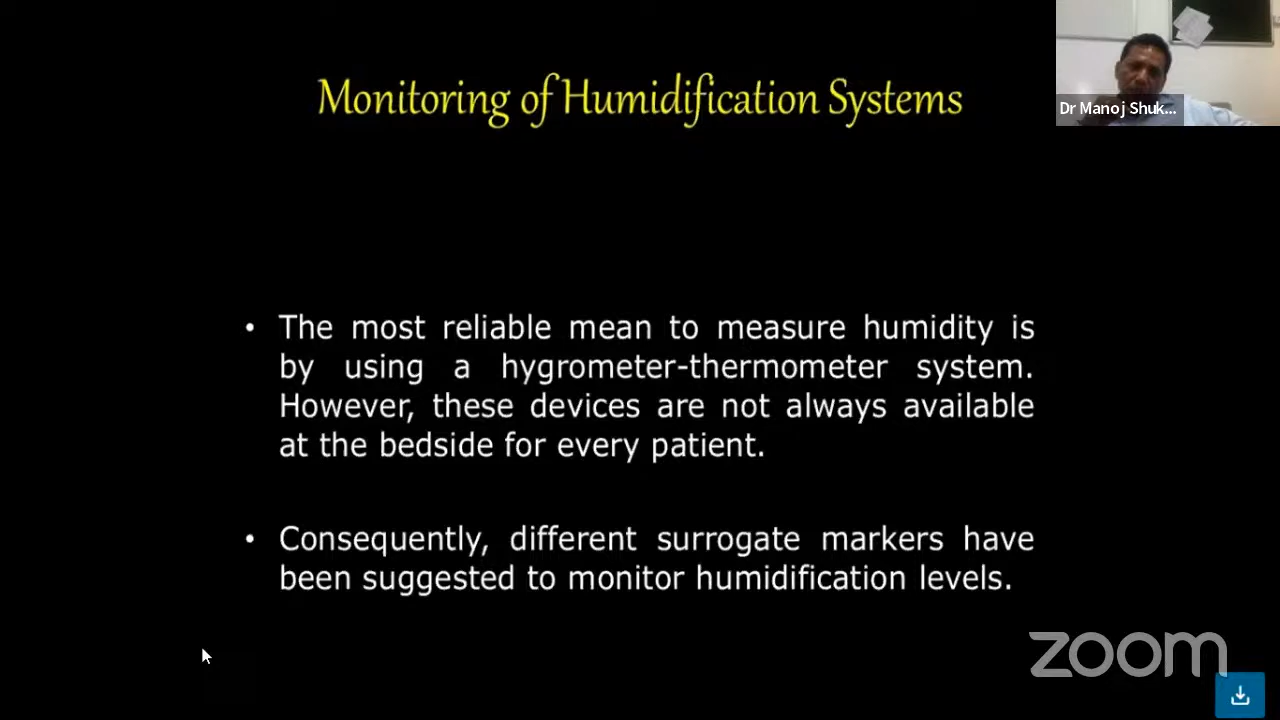 Monitoring of Humidification Systems
Dr Manoj Shuk...
• The most reliable mean to measure humidity is
by using a hygrometer-thermometer system.
However, these devices are not always available
at the bedside for every patient.
• Consequently, different surrogate markers have
been suggested to monitor humidification levels.
zoom